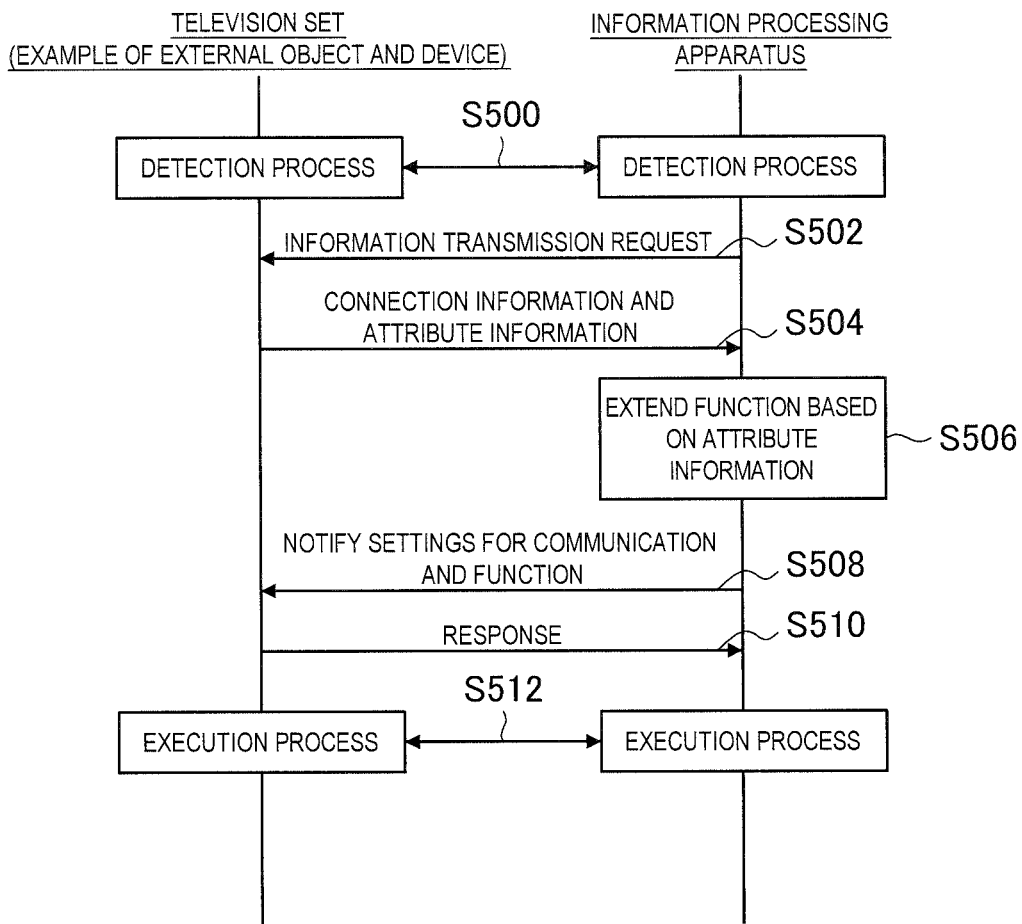 TELEVISION SET
(EXAMPLE OF EXTERNAL OBJECT AND DEVICE)
INFORMATION PROCESSING
APPARATUS
S500
DETECTION PROCESS
DETECTION PROCESS
INFORMATION TRANSMISSION REQUEST
S502
CONNECTION INFORMATION AND
ATTRIBUTE INFORMATION
S504
EXTEND FUNCTION BASED
ON ATTRIBUTE
INFORMATION
S506
NOTIFY SETTINGS FOR COMMUNICATION
AND FUNCTION
S508
RESPONSE
S510
S512
EXECUTION PROCESS
EXECUTION PROCESS